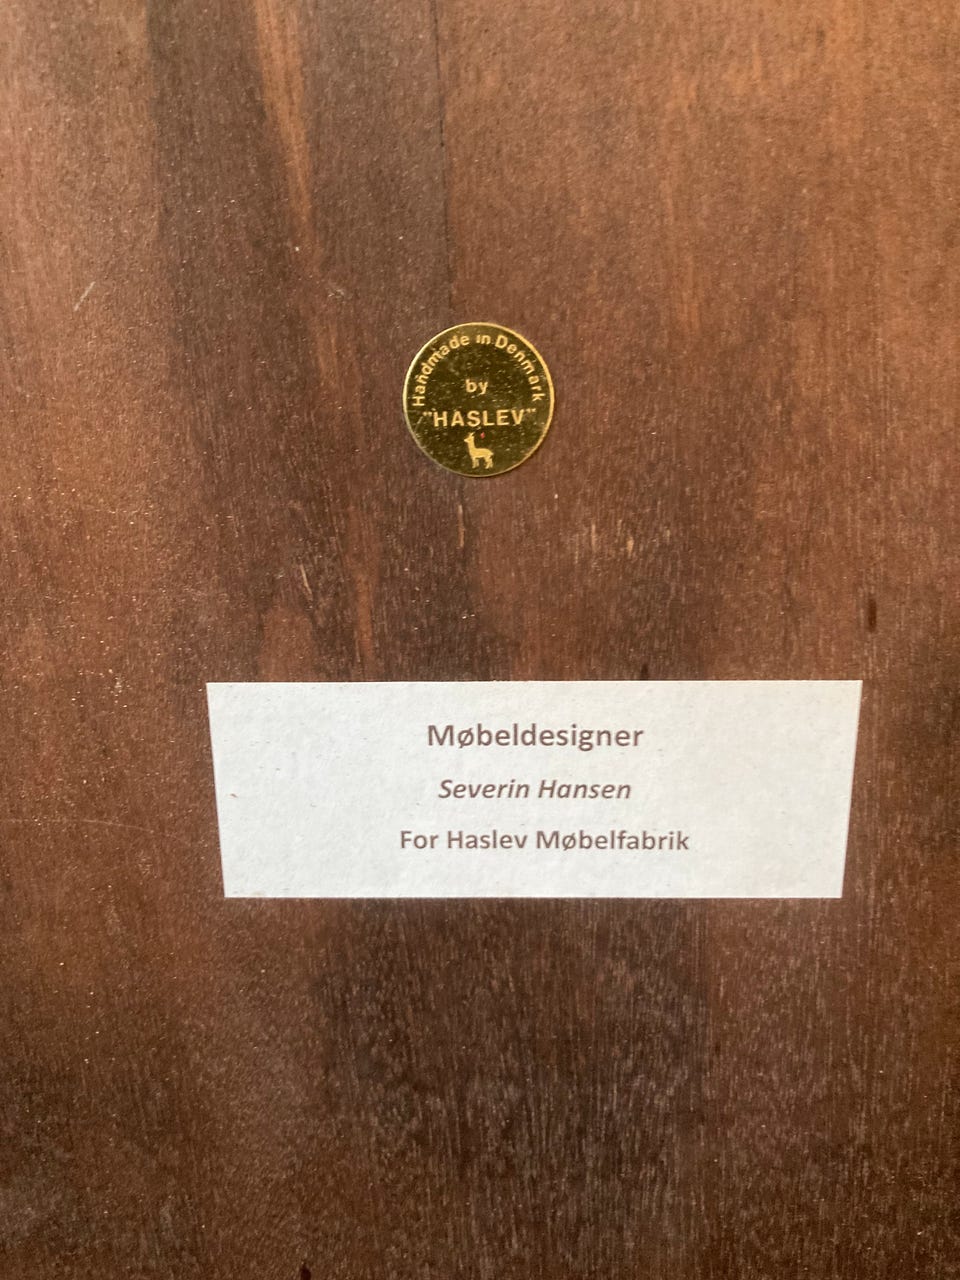 Handmade in Denmark
by
"HASLEV"
Møbeldesigner
Severin Hansen
For Haslev Møbelfabrik